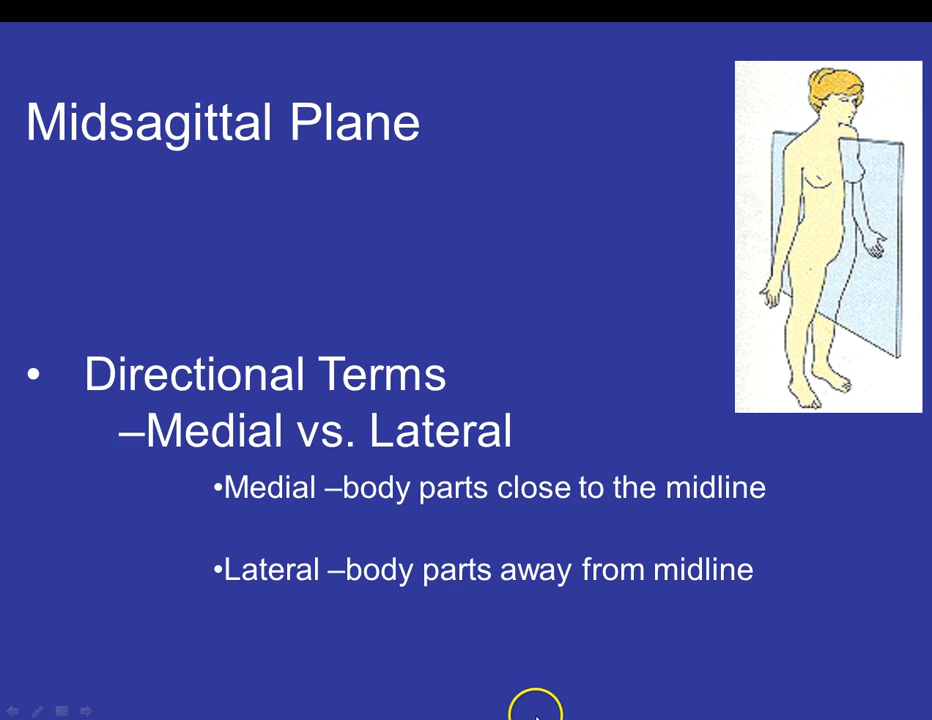 Midsagittal Plane
• Directional Terms
–Medial vs. Lateral
•Medial –body parts close to the midline
•Lateral –body parts away from midline